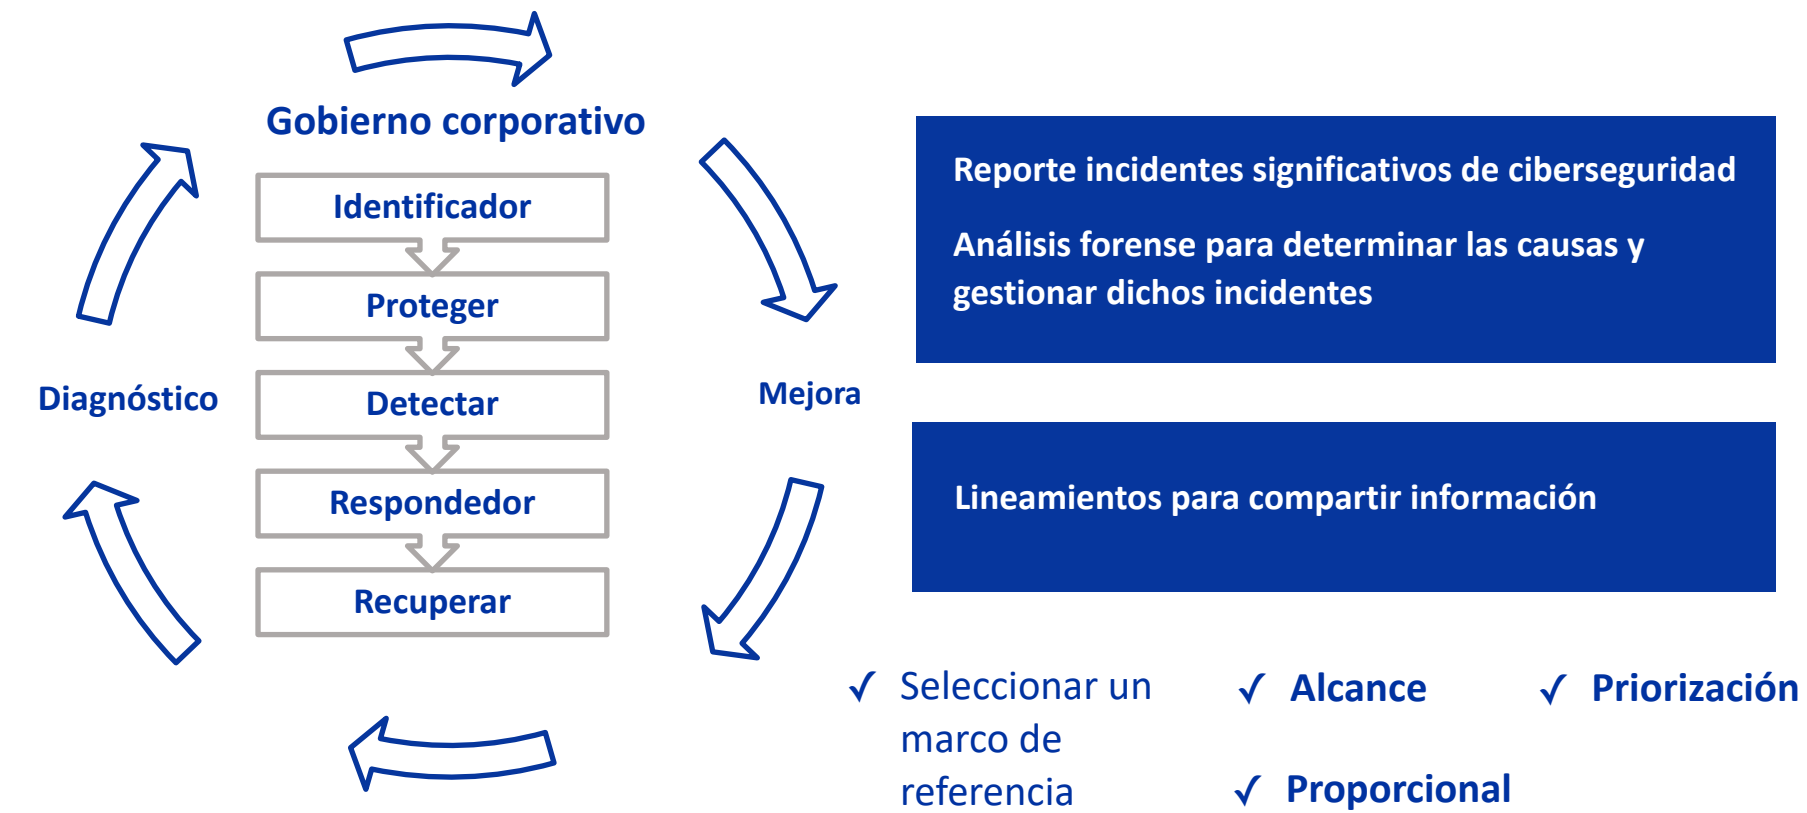 Gobierno corporativo
Identificador
Proteger
Detectar
Respondedor
Recuperar
Diagnóstico
Mejora
Reporte incidentes significativos de ciberseguridad
Análisis forense para determinar las causas y
gestionar dichos incidentes
Lineamientos para compartir información
✓ Seleccionar un
marco de
referencia
✓ Alcance
✓ Priorización
✓ Proporcional